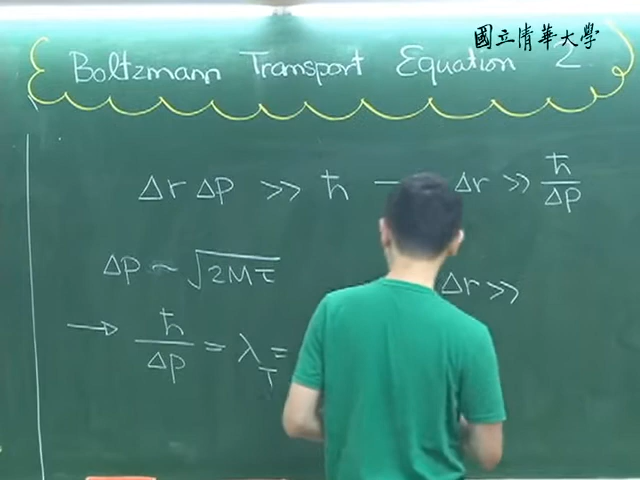 國立清華大學
Boltzmann Transport Equation 2
Δr Δp >> ħ — Δr >> ħ/Δp
Δp ~ √2Mτ
Δr >>
→ ħ/Δp = λ_T =